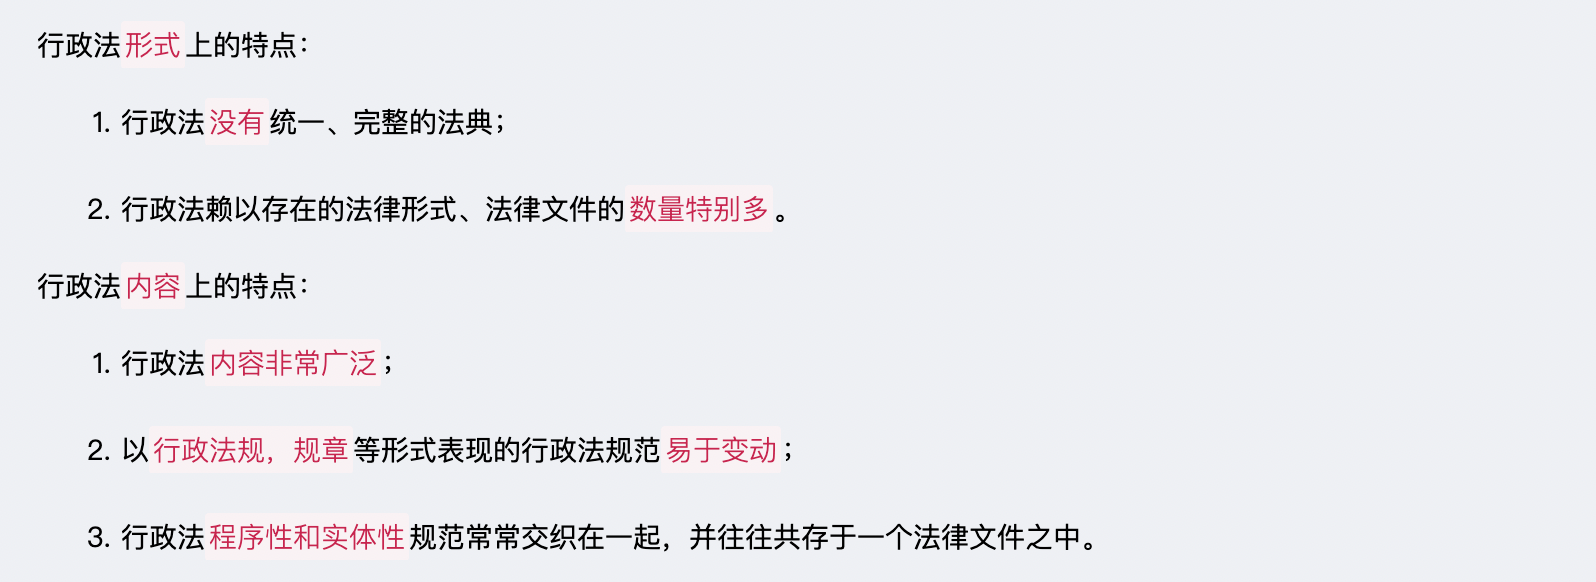 行政法形式上的特点：
1. 行政法没有统一、完整的法典；
2. 行政法赖以存在的法律形式、法律文件的数量特别多。
行政法内容上的特点：
1. 行政法内容非常广泛；
2. 以行政法规，规章等形式表现的行政法规范易于变动；
3. 行政法程序性和实体性规范常常交织在一起，并往往共存于一个法律文件之中。